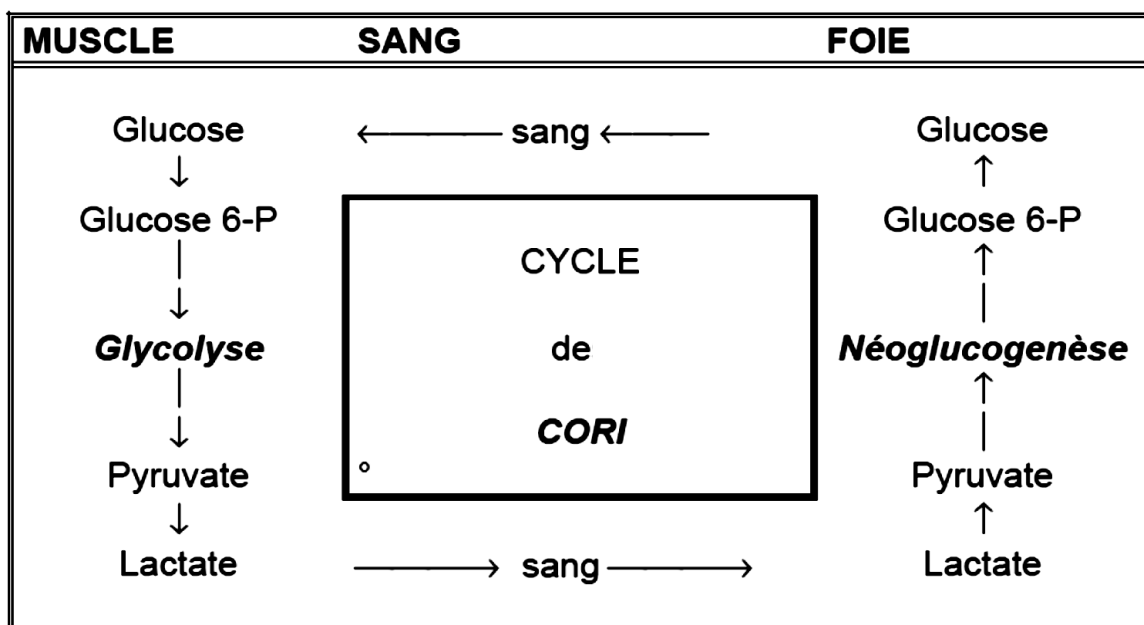 MUSCLE SANG FOIE
Glucose ←—— sang ←—— Glucose
↓ ↑
Glucose 6-P Glucose 6-P
CYCLE
Glycolyse de Néoglucogenèse
CORI
Pyruvate Pyruvate
Lactate ——→ sang ——→ Lactate